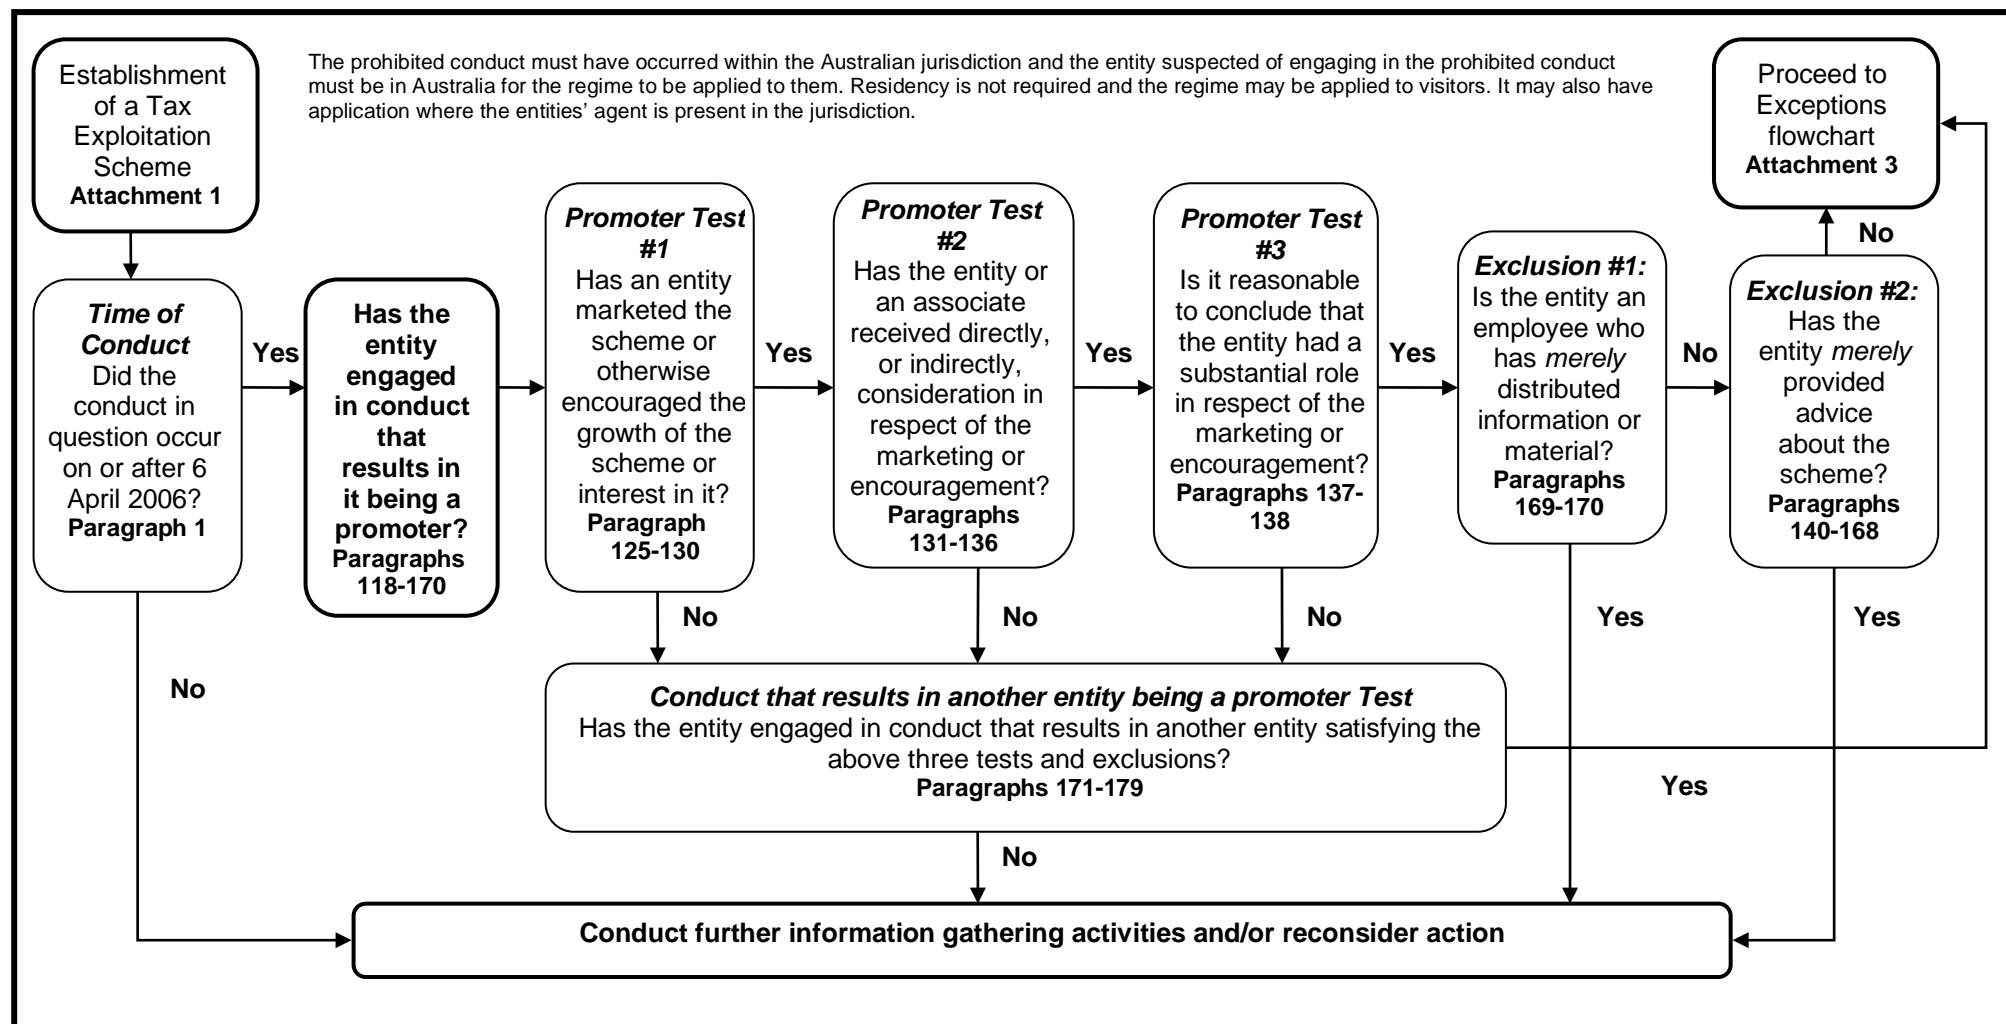 The prohibited conduct must have occurred within the Australian jurisdiction and the entity suspected of engaging in the prohibited conduct
must be in Australia for the regime to be applied to them. Residency is not required and the regime may be applied to visitors. It may also have
application where the entities’ agent is present in the jurisdiction.
Establishment
of a Tax
Exploitation
Scheme
Attachment 1
Time of
Conduct
Did the
conduct in
question occur
on or after 6
April 2006?
Paragraph 1
Yes
No
Has the
entity
engaged
in conduct
that
results in
it being a
promoter?
Paragraphs
118-170
Promoter Test
#1
Has an entity
marketed the
scheme or
otherwise
encouraged the
growth of the
scheme or
interest in it?
Paragraph
125-130
Yes
No
Promoter Test
#2
Has the entity or
an associate
received directly,
or indirectly,
consideration in
respect of the
marketing or
encouragement?
Paragraphs
131-136
Yes
No
Promoter Test
#3
Is it reasonable
to conclude that
the entity had a
substantial role
in respect of the
marketing or
encouragement?
Paragraphs 137-
138
Yes
No
Exclusion #1:
Is the entity an
employee who
has merely
distributed
information or
material?
Paragraphs
169-170
No
Yes
Exclusion #2:
Has the
entity merely
provided
advice
about the
scheme?
Paragraphs
140-168
No
Yes
Proceed to
Exceptions
flowchart
Attachment 3
Conduct that results in another entity being a promoter Test
Has the entity engaged in conduct that results in another entity satisfying the
above three tests and exclusions?
Paragraphs 171-179
Yes
No
Conduct further information gathering activities and/or reconsider action